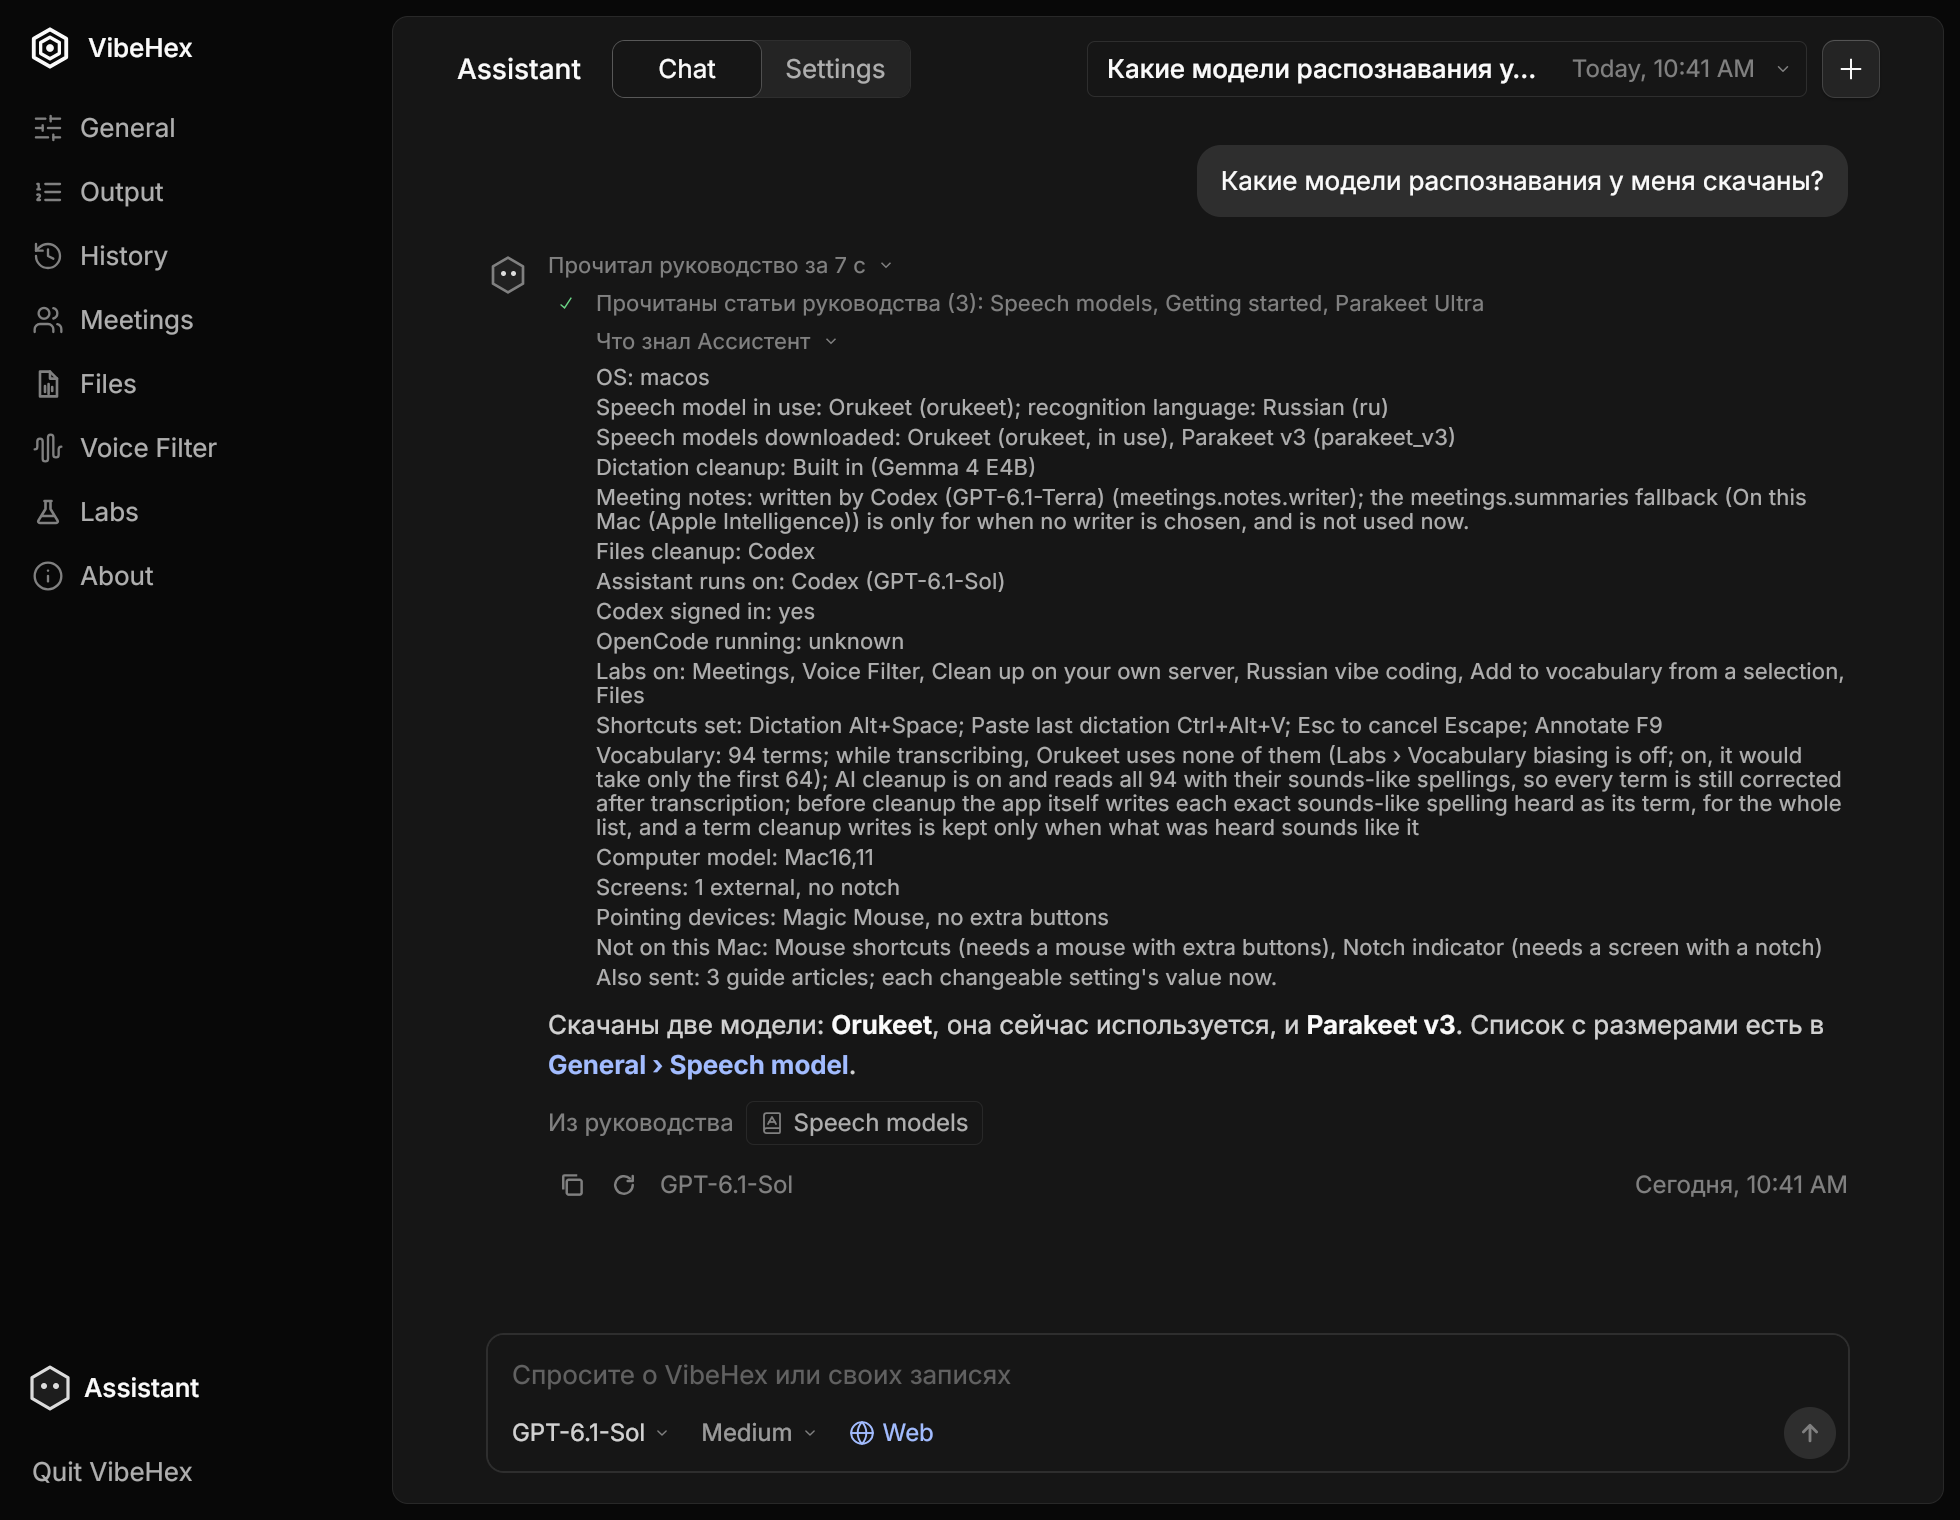 VibeHex
General
Output
History
Meetings
Files
Voice Filter
Labs
About
Assistant
Quit VibeHex
Assistant
Chat
Settings
Какие модели распознавания у...
Today, 10:41 AM
Какие модели распознавания у меня скачаны?
Прочитал руководство за 7 с
Прочитаны статьи руководства (3): Speech models, Getting started, Parakeet Ultra
Что знал Ассистент
OS: macos
Speech model in use: Orukeet (orukeet); recognition language: Russian (ru)
Speech models downloaded: Orukeet (orukeet, in use), Parakeet v3 (parakeet_v3)
Dictation cleanup: Built in (Gemma 4 E4B)
Meeting notes: written by Codex (GPT-6.1-Terra) (meetings.notes.writer); the meetings.summaries fallback (On this
Mac (Apple Intelligence)) is only for when no writer is chosen, and is not used now.
Files cleanup: Codex
Assistant runs on: Codex (GPT-6.1-Sol)
Codex signed in: yes
OpenCode running: unknown
Labs on: Meetings, Voice Filter, Clean up on your own server, Russian vibe coding, Add to vocabulary from a selection,
Files
Shortcuts set: Dictation Alt+Space; Paste last dictation Ctrl+Alt+V; Esc to cancel Escape; Annotate F9
Vocabulary: 94 terms; while transcribing, Orukeet uses none of them (Labs › Vocabulary biasing is off; on, it would
take only the first 64); AI cleanup is on and reads all 94 with their sounds-like spellings, so every term is still corrected
after transcription; before cleanup the app itself writes each exact sounds-like spelling heard as its term, for the whole
list, and a term cleanup writes is kept only when what was heard sounds like it
Computer model: Mac16,11
Screens: 1 external, no notch
Pointing devices: Magic Mouse, no extra buttons
Not on this Mac: Mouse shortcuts (needs a mouse with extra buttons), Notch indicator (needs a screen with a notch)
Also sent: 3 guide articles; each changeable setting's value now.
Скачаны две модели: Orukeet, она сейчас используется, и Parakeet v3. Список с размерами есть в
General › Speech model.
Из руководства
Speech models
GPT-6.1-Sol
Сегодня, 10:41 AM
Спросите о VibeHex или своих записях
GPT-6.1-Sol
Medium
Web